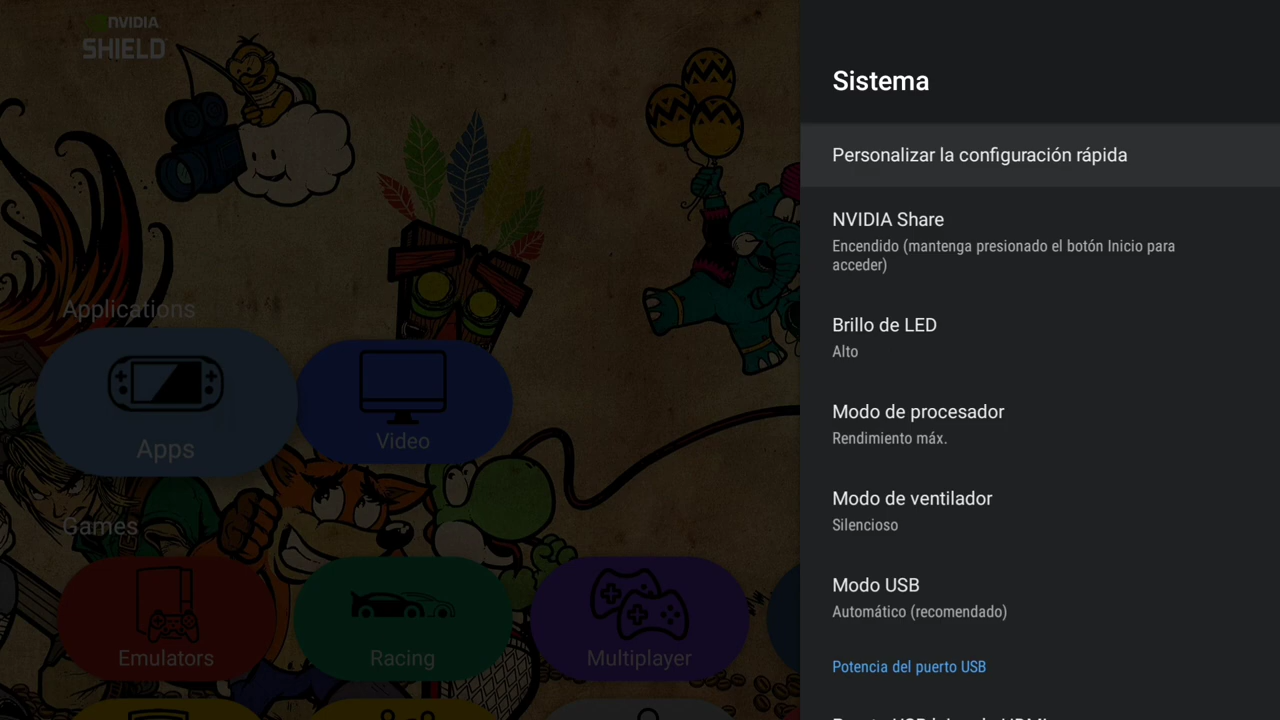 NVIDIA
SHIELD
Applications
Apps
Video
Games
Emulators
Racing
Multiplayer
Sistema
Personalizar la configuración rápida
NVIDIA Share
Encendido (mantenga presionado el botón Inicio para
acceder)
Brillo de LED
Alto
Modo de procesador
Rendimiento máx.
Modo de ventilador
Silencioso
Modo USB
Automático (recomendado)
Potencia del puerto USB